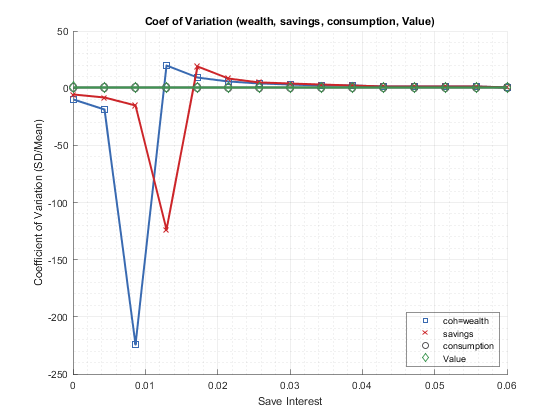 Coef of Variation (wealth, savings, consumption, Value)
50
00
-50
-100
-150
-200
-250
Coefficient of Variation (SD/Mean)
0
0.01
0.02
0.03
0.04
0.05
0.06
Save Interest
coh=wealth
savings
consumption
Value